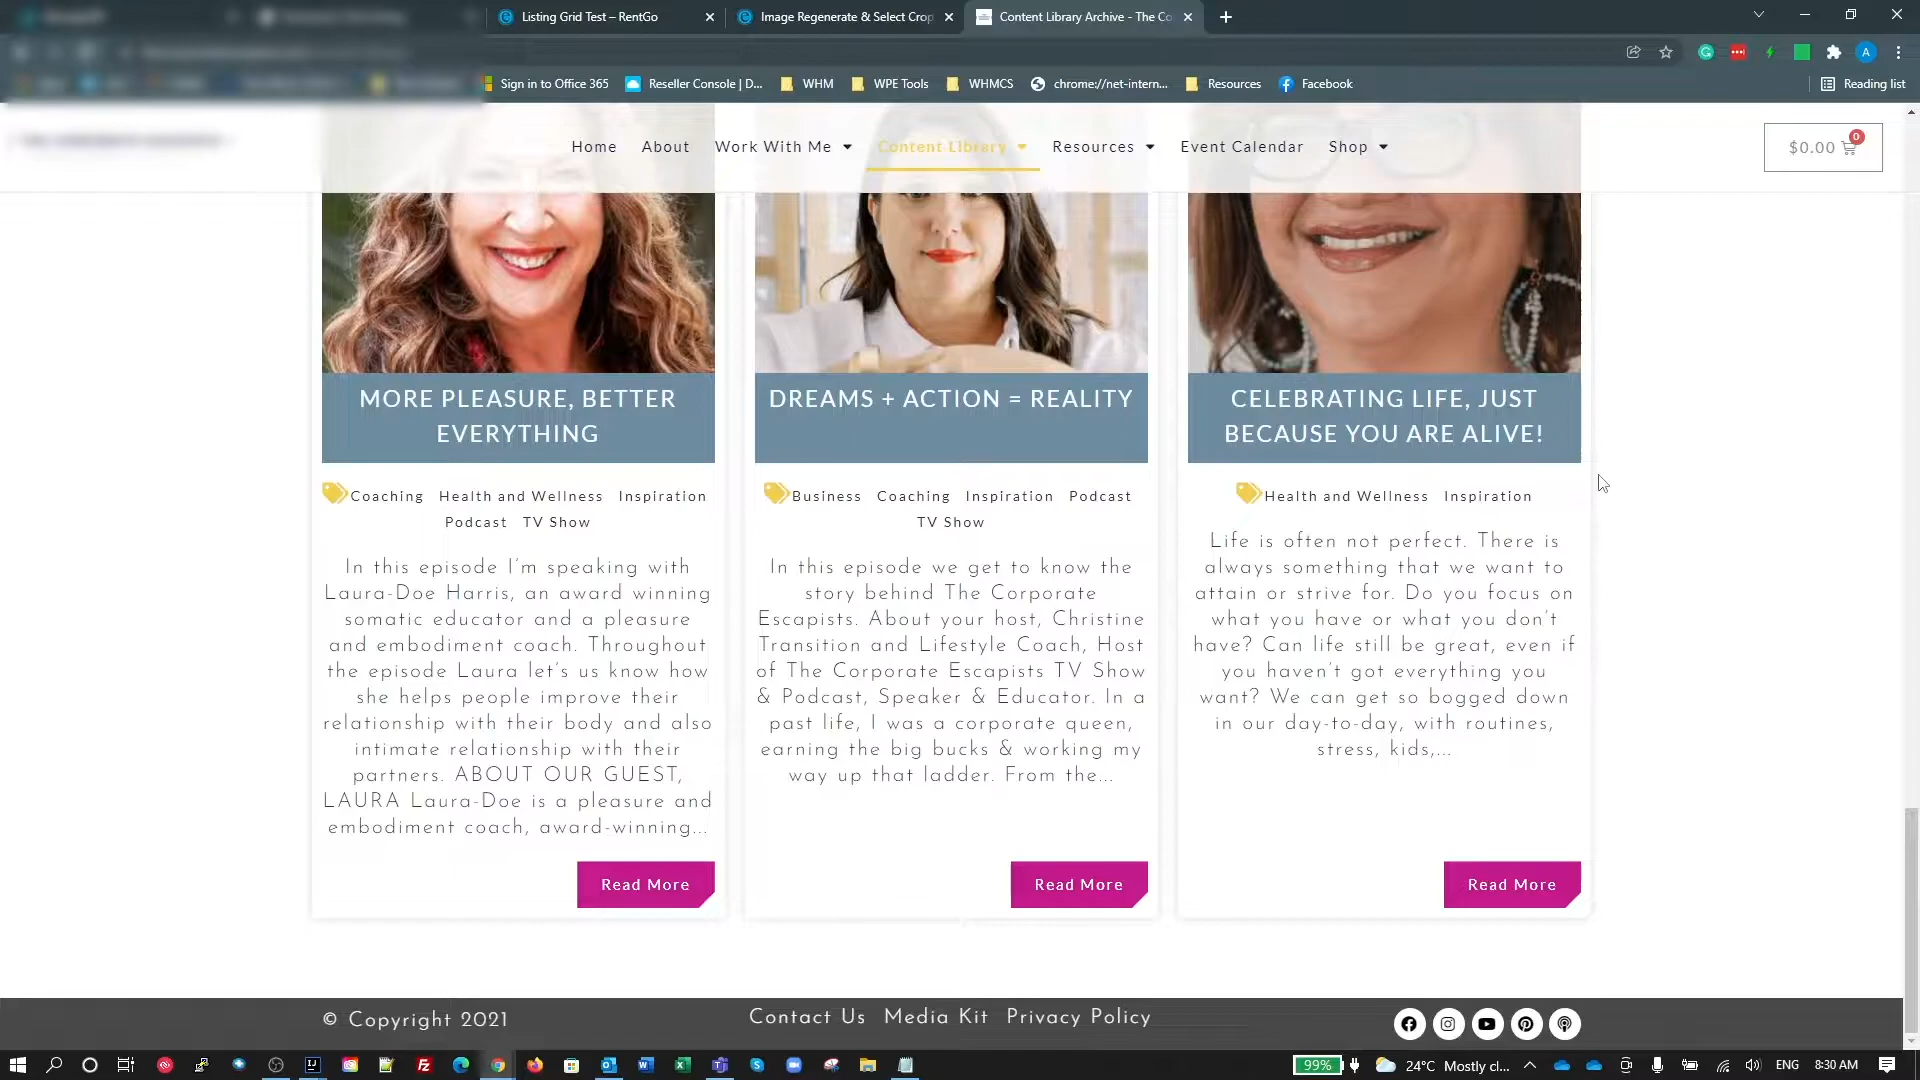 Listing Grid Test – RentGo
Image Regenerate & Select Crop
Content Library Archive - The Co
Sign in to Office 365
Reseller Console | D...
WHM
WPE Tools
WHMCS
chrome://net-intern...
Resources
Facebook
Reading list
Home
About
Work With Me
Content Library
Resources
Event Calendar
Shop
$0.00
0
MORE PLEASURE, BETTER
EVERYTHING
Coaching Health and Wellness Inspiration
Podcast TV Show
In this episode I’m speaking with
Laura-Doe Harris, an award winning
somatic educator and a pleasure
and embodiment coach. Throughout
the episode Laura let’s us know how
she helps people improve their
relationship with their body and also
intimate relationship with their
partners. ABOUT OUR GUEST,
LAURA Laura-Doe is a pleasure and
embodiment coach, award-winning...
Read More
DREAMS + ACTION = REALITY
Business Coaching Inspiration Podcast
TV Show
In this episode we get to know the
story behind The Corporate
Escapists. About your host, Christine
Transition and Lifestyle Coach, Host
of The Corporate Escapists TV Show
& Podcast, Speaker & Educator. In a
past life, I was a corporate queen,
earning the big bucks & working my
way up that ladder. From the...
Read More
CELEBRATING LIFE, JUST
BECAUSE YOU ARE ALIVE!
Health and Wellness Inspiration
Life is often not perfect. There is
always something that we want to
attain or strive for. Do you focus on
what you have or what you don’t
have? Can life still be great, even if
you haven’t got everything you
want? We can get so bogged down
in our day-to-day, with routines,
stress, kids,...
Read More
© Copyright 2021
Contact Us Media Kit Privacy Policy
99%
24°C Mostly cl...
ENG
8:30 AM